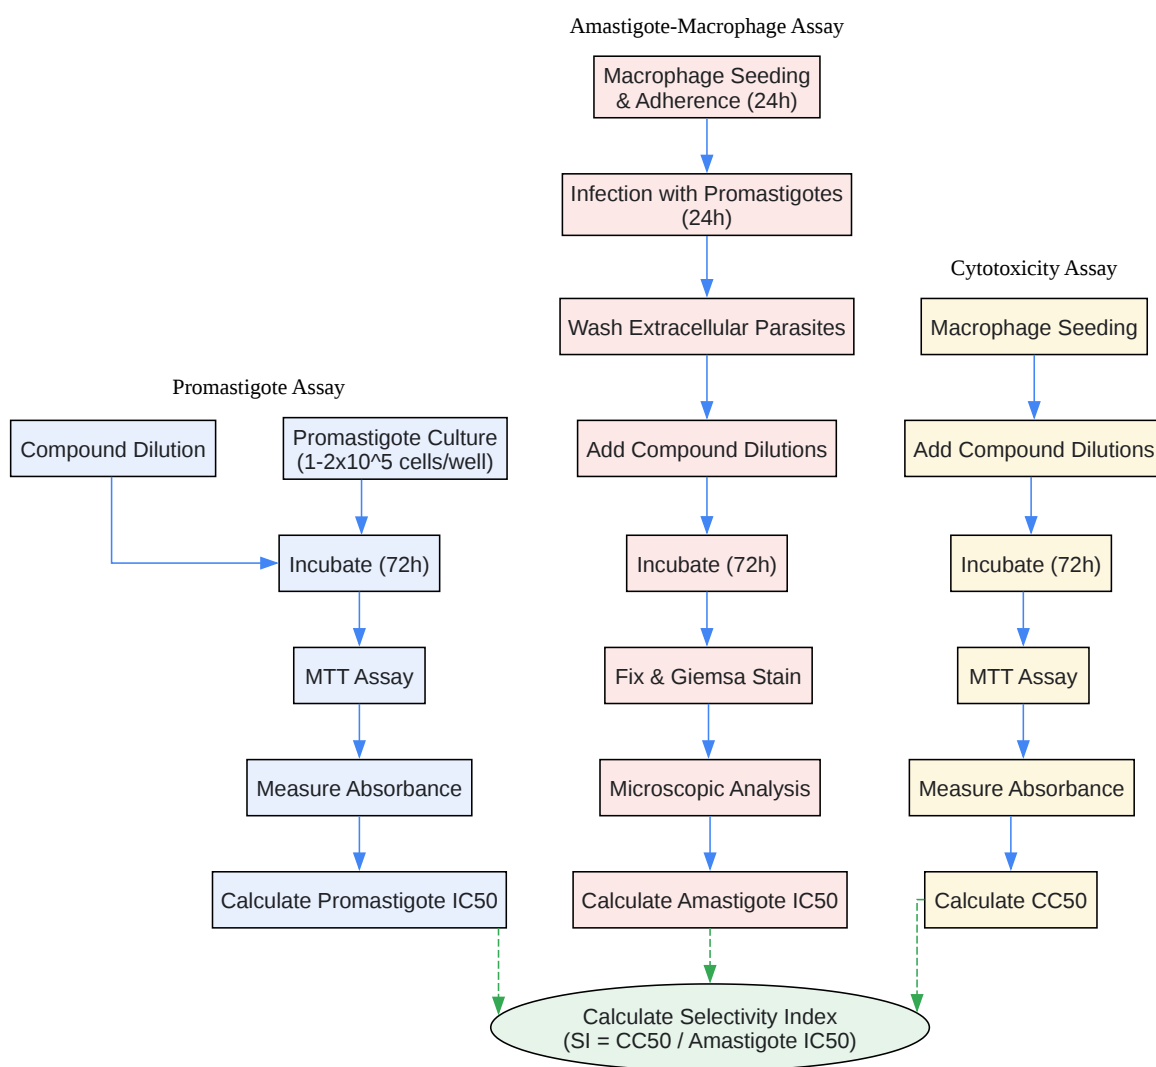 Amastigote-Macrophage Assay
Macrophage Seeding
& Adherence (24h)
Infection with Promastigotes
(24h)
Wash Extracellular Parasites
Add Compound Dilutions
Incubate (72h)
Fix & Giemsa Stain
Microscopic Analysis
Calculate Amastigote IC50
Cytotoxicity Assay
Macrophage Seeding
Add Compound Dilutions
Incubate (72h)
MTT Assay
Measure Absorbance
Calculate CC50
Promastigote Assay
Compound Dilution
Promastigote Culture
(1-2x10^5 cells/well)
Incubate (72h)
MTT Assay
Measure Absorbance
Calculate Promastigote IC50
Calculate Selectivity Index
(SI = CC50 / Amastigote IC50)